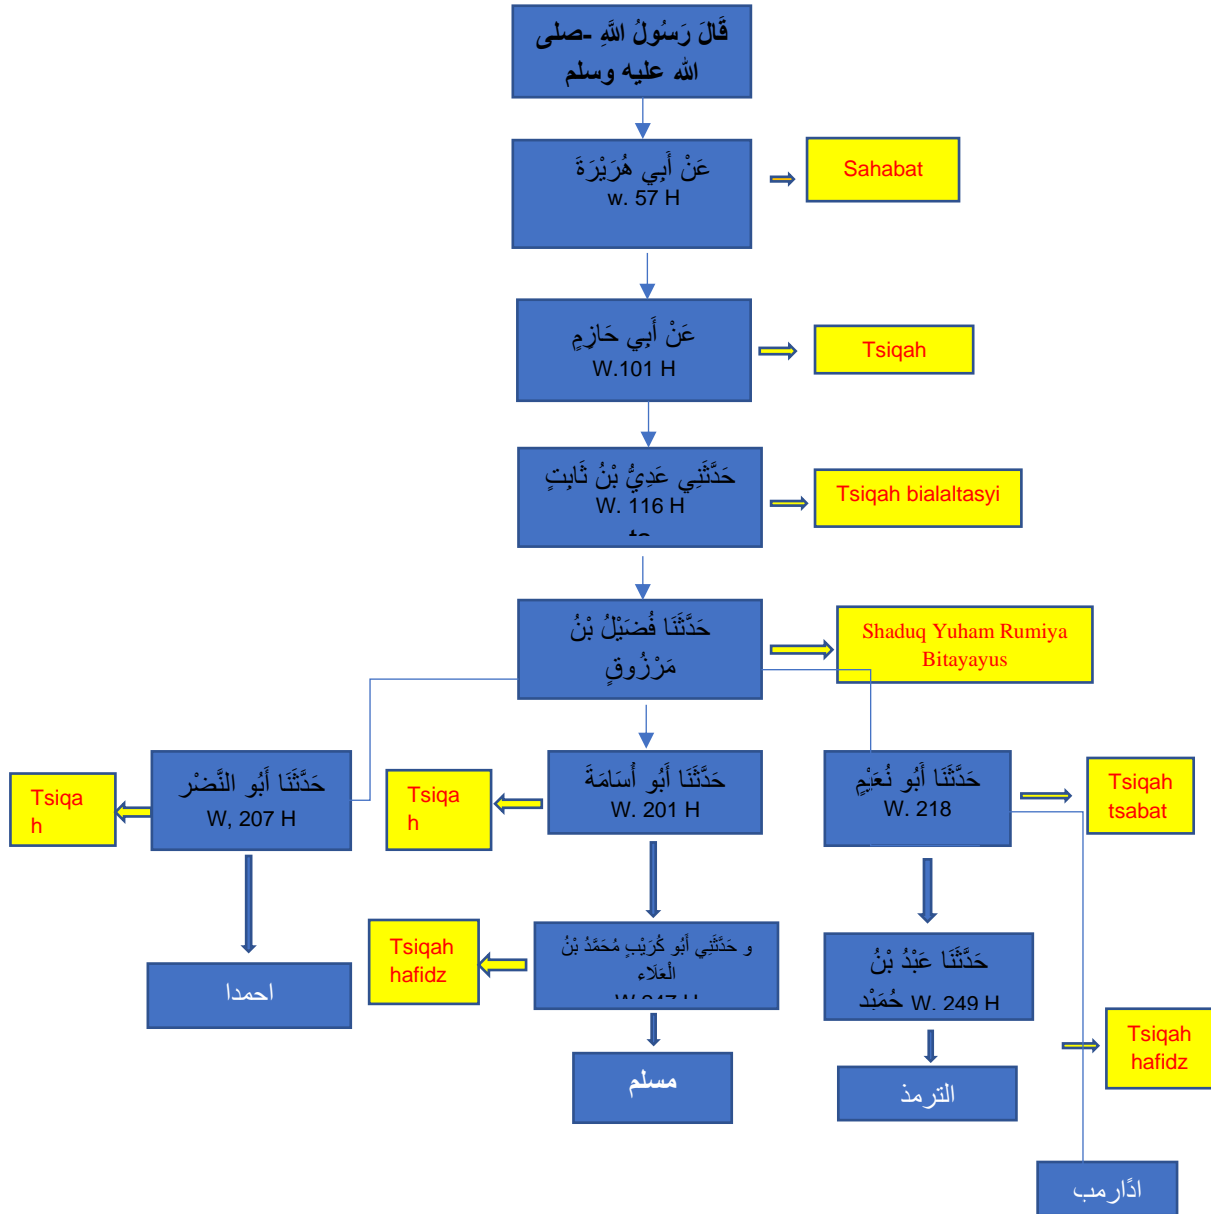 قَالَ رَسُولُ اللَّهِ -صلى
الله عليه وسلم
عَنْ أَبِي هُرَيْرَةَ
w. 57 H
Sahabat
عَنْ أَبِي حَازِمٍ
W.101 H
Tsiqah
حَدَّثَنِي عَدِيُّ بْنُ ثَابِتٍ
W. 116 H
Tsiqah bialaltasyi
حَدَّثَنَا فُضَيْلُ بْنُ
مَرْزُوقٍ
Shaduq Yuham Rumiya
Bitayayus
Tsiqa
h
حَدَّثَنَا أَبُو النَّضْر
W, 207 H
Tsiqa
h
حَدَّثَنَا أَبُو أُسَامَةَ
W. 201 H
حَدَّثَنَا أَبُو نُعَيْمٍ
W. 218
Tsiqah
tsabat
احمدا
Tsiqah
hafidz
و حَدَّثَنِي أَبُو كُرَيْبٍ مُحَمَّدُ بْنُ
الْعَلَاء
حَدَّثَنَا عَبْدُ بْنُ
حُمَيْد W. 249 H
Tsiqah
hafidz
مسلم
الترمذ
ادًارمب